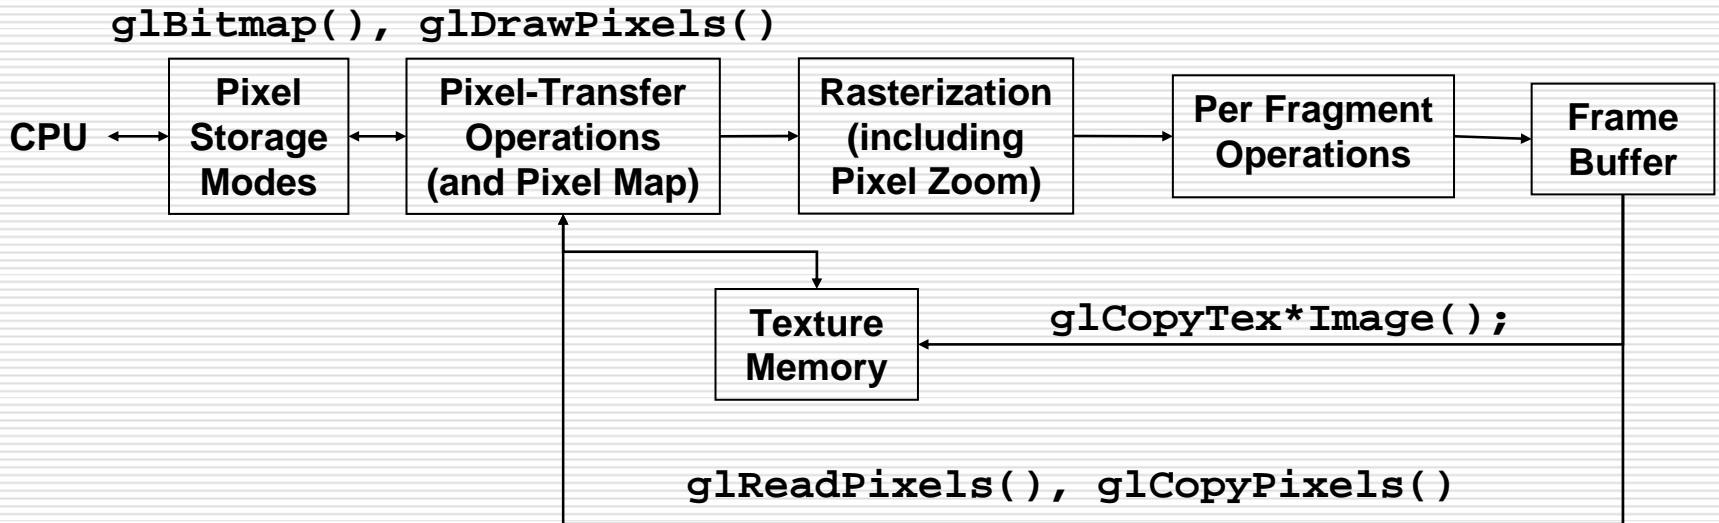 glBitmap(), glDrawPixels()
CPU
Pixel
Storage
Modes
Pixel-Transfer
Operations
(and Pixel Map)
Rasterization
(including
Pixel Zoom)
Per Fragment
Operations
Frame
Buffer
Texture
Memory
glCopyTex*Image();
glReadPixels(), glCopyPixels()